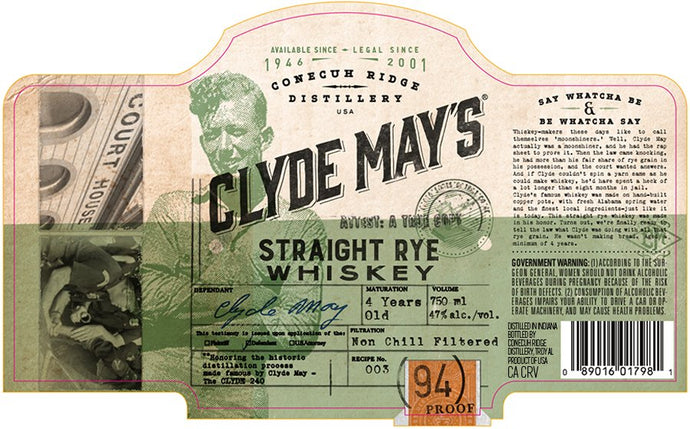 AVAILABLE SINCE - LEGAL SINCE
1946 - 2001
CONECUH RIDGE
DISTILLERY
USA
CLYDE MAY'S®
ATTEST: A TRUE COPY
STRAIGHT RYE
WHISKEY
DEPENDANT
Clyde May
MATURATION
4 Years
Old
VOLUME
750 ml
47% alc./vol.
This testimony is issued upon application of the:
Plaintiff Defendant U.S. Attorney
FILTRATION
Non Chill Filtered
"Honoring the historic
distillation process
made famous by Clyde May -
The CLYDE 240
RECIPE No.
003
(94)
PROOF
COURT HOUSE
SAY WHATCHA BE
&
BE WHATCHA SAY
Whiskey-makers these days like to call
themselves 'moonshiners.' Well, Clyde May
actually was a moonshiner, and he had the rap
sheet to prove it. When the law came knocking,
he had more than his fair share of rye grain in
his possession, and the court wanted answers.
And if Clyde couldn't spin a yarn same as he
could make whiskey, he'd have spent a heck of
a lot longer than eight months in jail.
Clyde's famous whiskey was made on hand-built
copper pots, with fresh Alabama spring water
and the finest local ingredients-just like it
is today. This straight rye whiskey was made
in his honor. Turns out, we're finally ready to
tell the law what Clyde was doing with all that
rye grain. He wasn't making bread.
minimum of 4 years.
GOVERNMENT WARNING: (1) ACCORDING TO THE SUR-
GEON GENERAL, WOMEN SHOULD NOT DRINK ALCOHOLIC
BEVERAGES DURING PREGNANCY BECAUSE OF THE RISK
OF BIRTH DEFECTS. (2) CONSUMPTION OF ALCOHOLIC BEV-
ERAGES IMPAIRS YOUR ABILITY TO DRIVE A CAR OR OP-
ERATE MACHINERY, AND MAY CAUSE HEALTH PROBLEMS.
DISTILLED IN INDIANA
BOTTLED BY
CONECUH RIDGE
DISTILLERY, TROY AL
PRODUCT OF USA
CA CRV
0 89016 01798 1